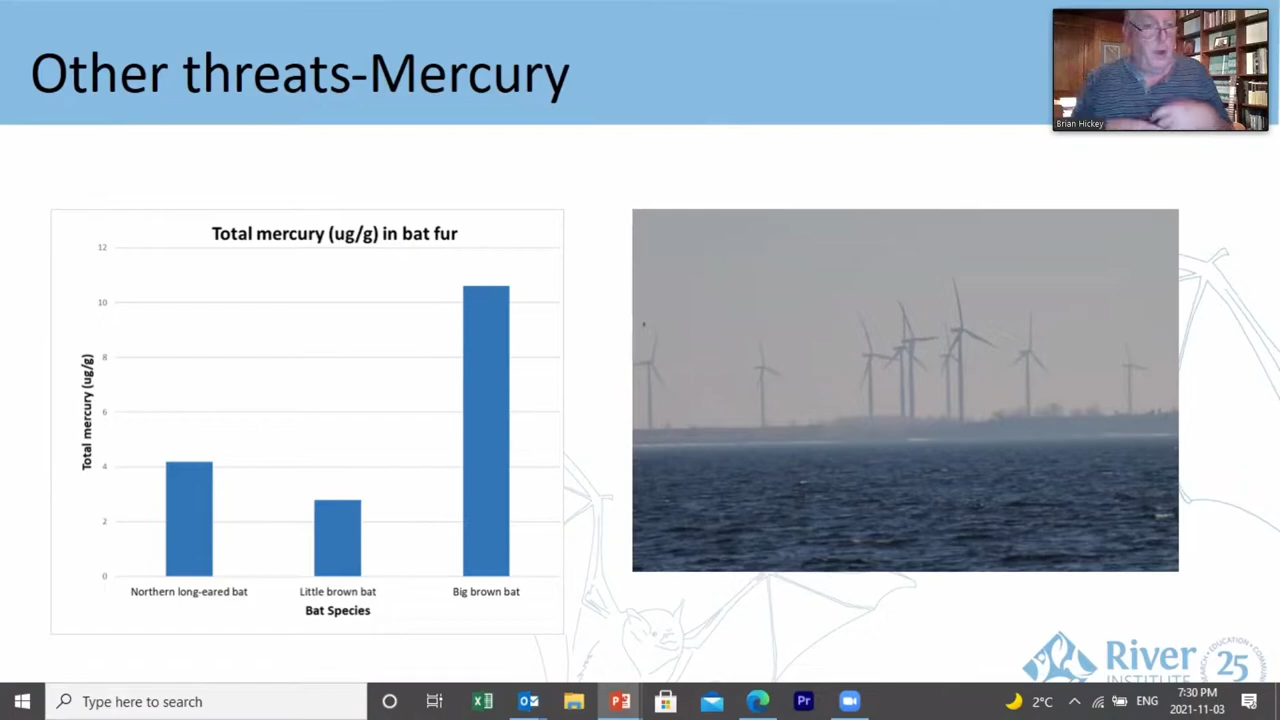 Other threats-Mercury
Brian Hickey
Total mercury (ug/g) in bat fur
12
10
8
6
4
2
0
Total mercury (ug/g)
Northern long-eared bat
Little brown bat
Big brown bat
Bat Species
River
INSTITUTE
25
Type here to search
Pr
2°C
ENG
7:30 PM
2021-11-03